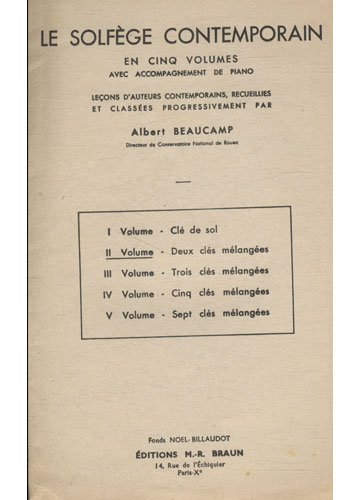 LE SOLFÈGE CONTEMPORAIN
EN CINQ VOLUMES
AVEC ACCOMPAGNEMENT DE PIANO
LEÇONS D'AUTEURS CONTEMPORAINS, RECUEILLIES
ET CLASSÉES PROGRESSIVEMENT PAR
Albert BEAUCAMP
Directeur du Conservatoire National de Rouen
I Volume - Clé de sol
II Volume - Deux clés mélangées
III Volume - Trois clés mélangées
IV Volume - Cinq clés mélangées
V Volume - Sept clés mélangées
Fonds NOEL-BILLAUDOT
ÉDITIONS M.-R. BRAUN
14, Rue de l'Échiquier
Paris-Xᵉ